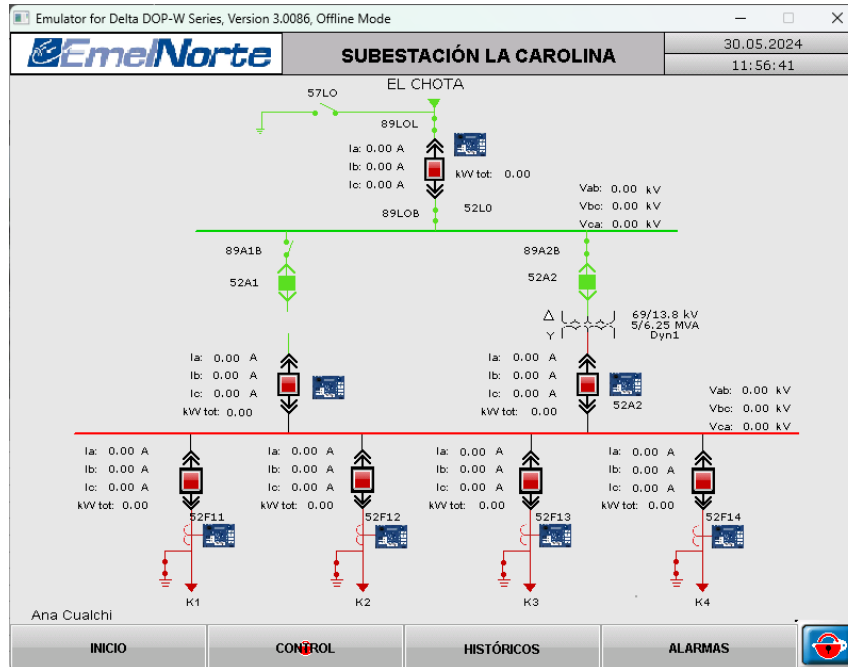 Emulator for Delta DOP-W Series, Version 3.0086, Offline Mode
EmelNorte
SUBESTACIÓN LA CAROLINA
30.05.2024
11:56:41
EL CHOTA
57LO
89LOL
Ia: 0.00 A
Ib: 0.00 A
Ic: 0.00 A
kW tot: 0.00
89LOB
52L0
Vab: 0.00 kV
Vbc: 0.00 kV
Vca: 0.00 kV
89A1B
52A1
89A2B
52A2
69/13.8 kV
5/6.25 MVA
Dyn1
Ia: 0.00 A
Ib: 0.00 A
Ic: 0.00 A
kW tot: 0.00
Ia: 0.00 A
Ib: 0.00 A
Ic: 0.00 A
kW tot: 0.00
52A2
Vab: 0.00 kV
Vbc: 0.00 kV
Vca: 0.00 kV
Ia: 0.00 A
Ib: 0.00 A
Ic: 0.00 A
kW tot: 0.00
52F11
K1
Ia: 0.00 A
Ib: 0.00 A
Ic: 0.00 A
kW tot: 0.00
52F12
K2
Ia: 0.00 A
Ib: 0.00 A
Ic: 0.00 A
kW tot: 0.00
52F13
K3
Ia: 0.00 A
Ib: 0.00 A
Ic: 0.00 A
kW tot: 0.00
52F14
K4
Ana Cualchi
INICIO
CONTROL
HISTÓRICOS
ALARMAS